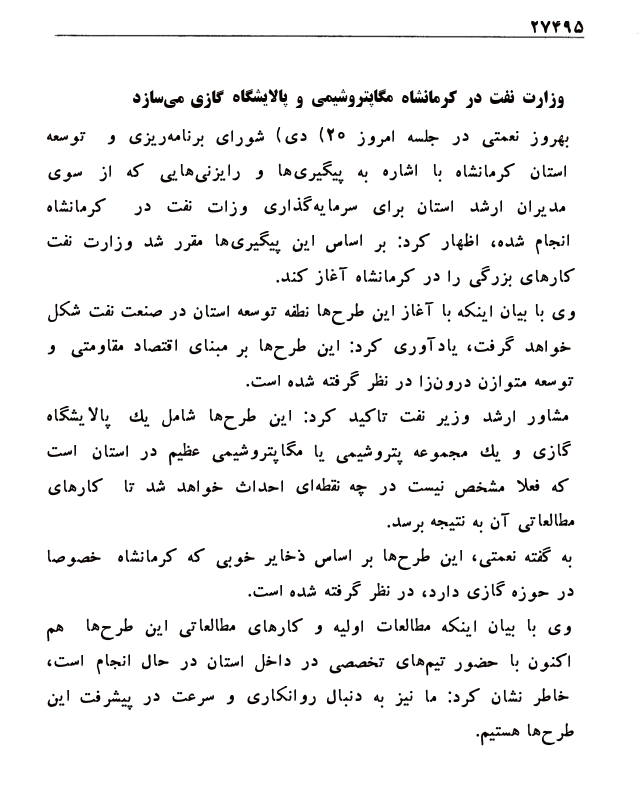 ۲۷۴۹۵
وزارت نفت در کرمانشاه مگاپتروشیمی و پالایشگاه گازی می‌سازد
بهروز نعمتی در جلسه امروز ۲۵) دی) شورای برنامه‌ریزی و توسعه
استان کرمانشاه با اشاره به پیگیری‌ها و رایزنی‌هایی که از سوی
مدیران ارشد استان برای سرمایه‌گذاری وزات نفت در کرمانشاه
انجام شده، اظهار کرد: بر اساس این پیگیری‌ها مقرر شد وزارت نفت
کارهای بزرگی را در کرمانشاه آغاز کند.
وی با بیان اینکه با آغاز این طرح‌ها نطفه توسعه استان در صنعت نفت شکل
خواهد گرفت، یادآوری کرد: این طرح‌ها بر مبنای اقتصاد مقاومتی و
توسعه متوازن درون‌زا در نظر گرفته شده است.
مشاور ارشد وزیر نفت تاکید کرد: این طرح‌ها شامل یك پالایشگاه
گازی و یك مجموعه پتروشیمی یا مگاپتروشیمی عظیم در استان است
که فعلا مشخص نیست در چه نقطه‌ای احداث خواهد شد تا کارهای
مطالعاتی آن به نتیجه برسد.
به گفته نعمتی، این طرح‌ها بر اساس ذخایر خوبی که کرمانشاه خصوصا
در حوزه گازی دارد، در نظر گرفته شده است.
وی با بیان اینکه مطالعات اولیه و کارهای مطالعاتی این طرح‌ها هم
اکنون با حضور تیم‌های تخصصی در داخل استان در حال انجام است،
خاطر نشان کرد: ما نیز به دنبال روانکاری و سرعت در پیشرفت این
طرح‌ها هستیم.